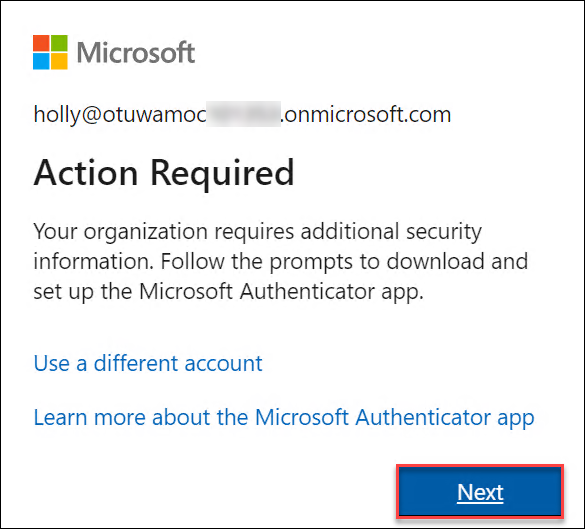 Microsoft
holly@otuwamoc .onmicrosoft.com
Action Required
Your organization requires additional security
information. Follow the prompts to download and
set up the Microsoft Authenticator app.
Use a different account
Learn more about the Microsoft Authenticator app
Next